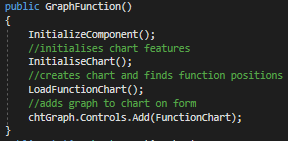 public GraphFunction()
{
InitializeComponent();
//initialises chart features
InitialiseChart();
//creates chart and finds function positions
LoadFunctionChart();
//adds graph to chart on form
chtGraph.Controls.Add(FunctionChart);
}